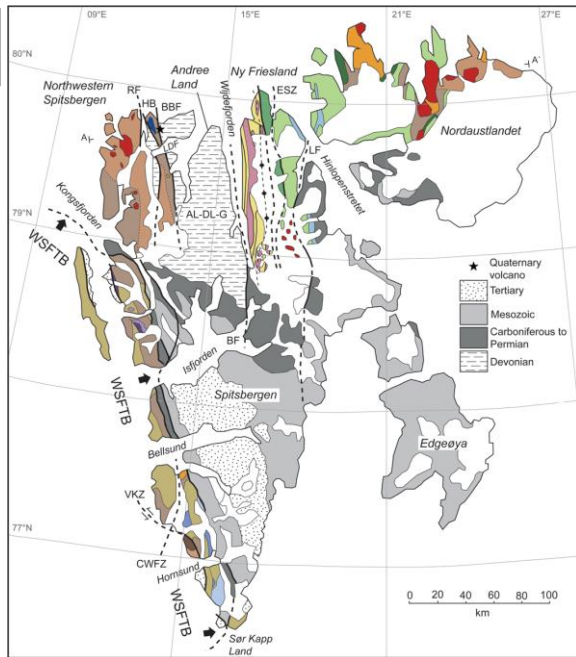 09°E
15°E
21°E
27°E
80°N
Northwestern
Spitsbergen
RF
HB
BBF
Andree
Land
Ny Friesland
ESZ
Widjefjorden
A
A'
LDF
LF
Hinlopenstretet
Nordaustlandet
79°N
Kongsfjorden
AL-DL-G
WSFTB
BF
Isfjorden
WSFTB
Spitsbergen
Edgeøya
Bellsund
VKZ
77°N
CWFZ
Hornsund
WSFTB
Sør Kapp
Land
Quaternary
volcano
Tertiary
Mesozoic
Carboniferous to
Permian
Devonian
0 20 40 60 80 100
km